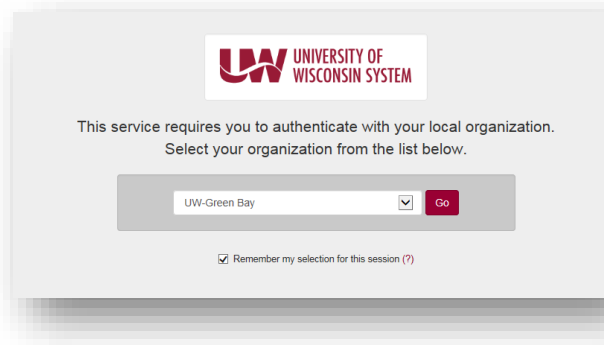 UW UNIVERSITY OF
WISCONSIN SYSTEM
This service requires you to authenticate with your local organization.
Select your organization from the list below.
UW-Green Bay
Go
Remember my selection for this session (?)